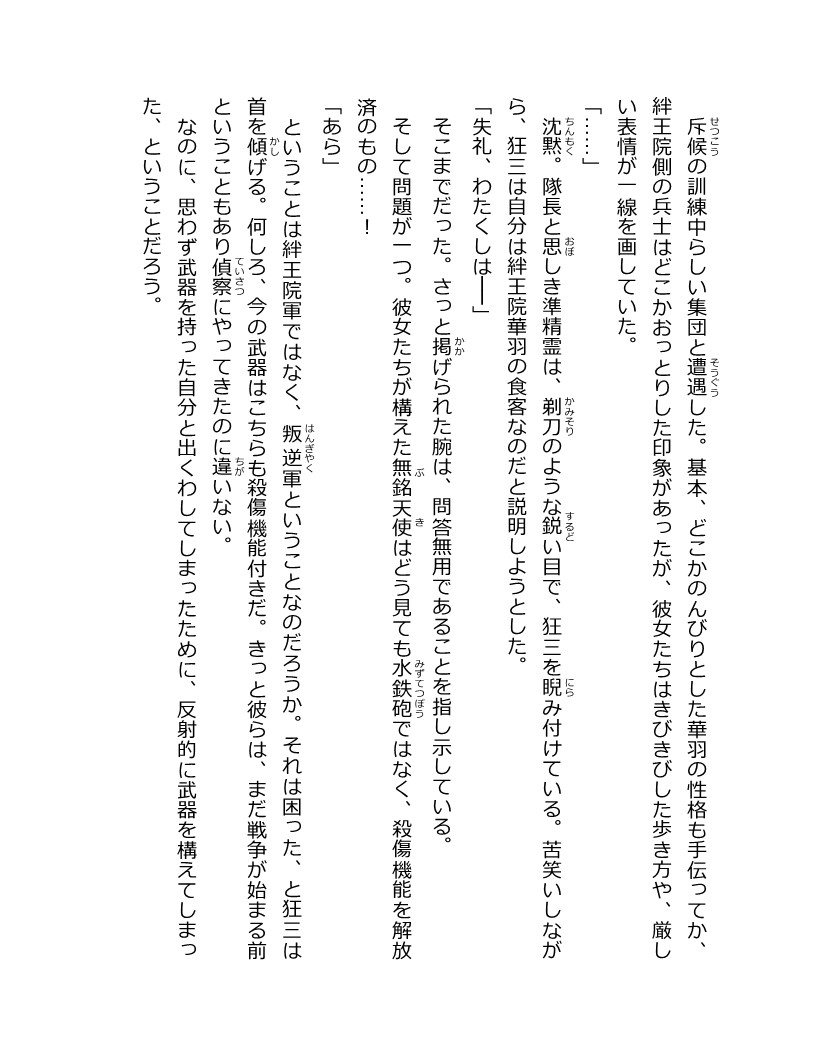 斥候の訓練中らしい集団と遭遇した。基本、どこかのんびりとした華羽の性格も手伝ってか、
絆王院側の兵士はどこかおっとりした印象があったが、彼女たちはきびきびした歩き方や、厳し
い表情が一線を画していた。
「……」
沈黙。隊長と思しき準精霊は、剃刀のような鋭い目で、狂三を睨み付けている。苦笑いしなが
ら、狂三は自分は絆王院華羽の食客なのだと説明しようとした。
「失礼、わたくしは――」
そこまでだった。さっと掲げられた腕は、問答無用であることを指し示している。
そして問題が一つ。彼女たちが構えた無銘天使はどう見ても水鉄砲ではなく、殺傷機能を解放
済のもの……！
「あら」
ということは絆王院軍ではなく、叛逆軍ということなのだろうか。それは困った、と狂三は
首を傾げる。何しろ、今の武器はこちらも殺傷機能付きだ。きっと彼らは、まだ戦争が始まる前
ということもあり偵察にやってきたのに違いない。
なのに、思わず武器を持った自分と出くわしてしまったために、反射的に武器を構えてしまっ
た、ということだろう。